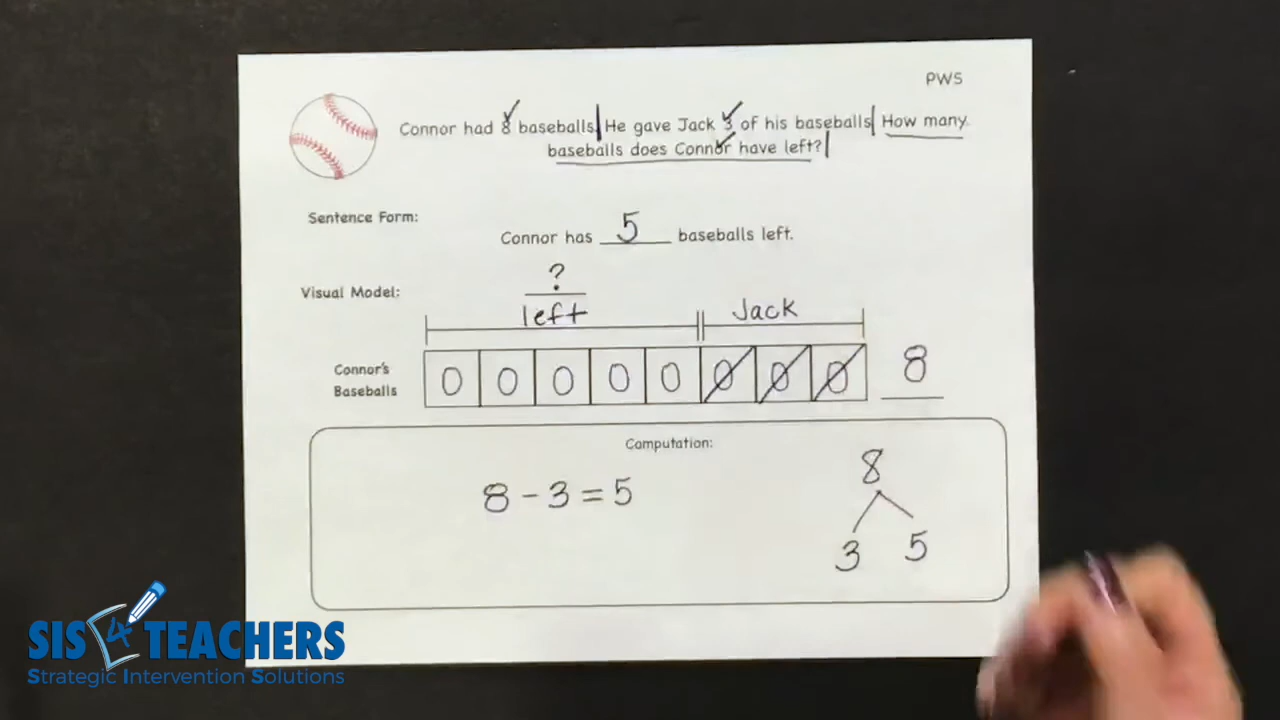 PWS
Connor had 8 baseballs. He gave Jack 3 of his baseballs. How many
baseballs does Connor have left?
Sentence Form:
Connor has 5 baseballs left.
Visual Model:
?
left
Jack
Connor's
Baseballs
0 0 0 0 0 0 0 0
8
Computation:
8 - 3 = 5
8
3 5
SIS 4 TEACHERS
Strategic Intervention Solutions